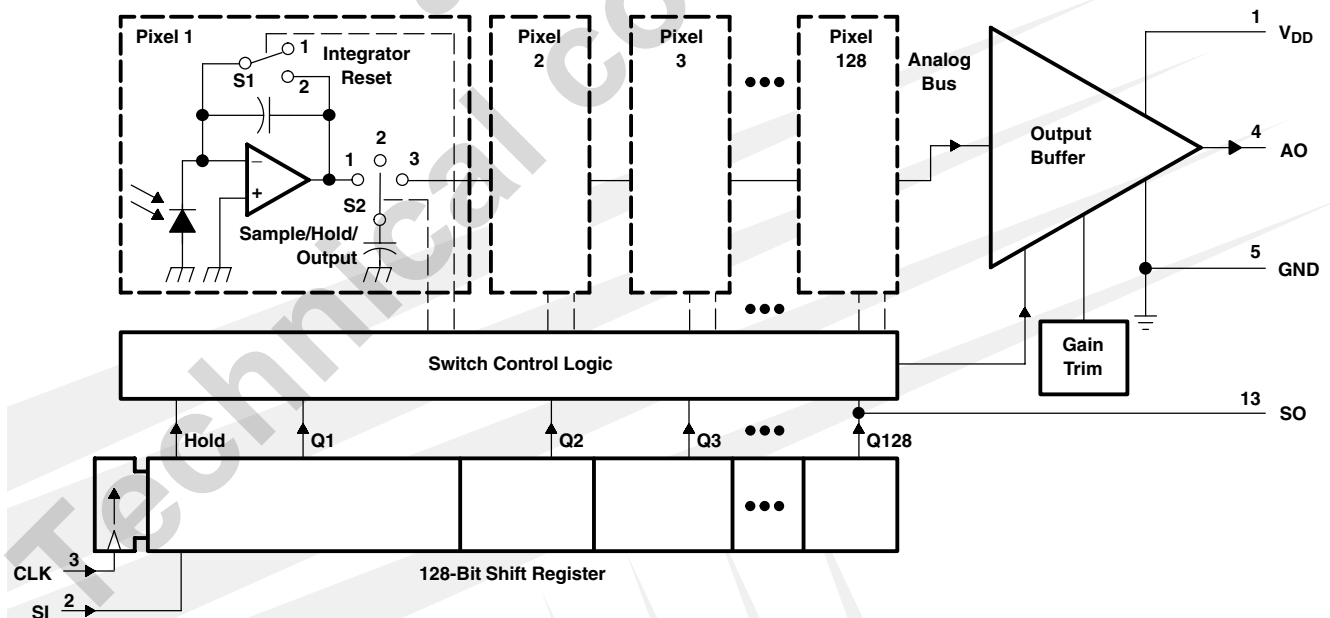 Technical co
Pixel 1
1
Integrator
Reset
S1
2
Pixel
2
Pixel
3
Pixel
128
Analog
Bus
1
VDD
Output
Buffer
4
AO
–
+
1
2
3
S2
Sample/Hold/
Output
5
GND
Switch Control Logic
Gain
Trim
13
SO
Hold
Q1
Q2
Q3
Q128
CLK
3
128-Bit Shift Register
SI
2